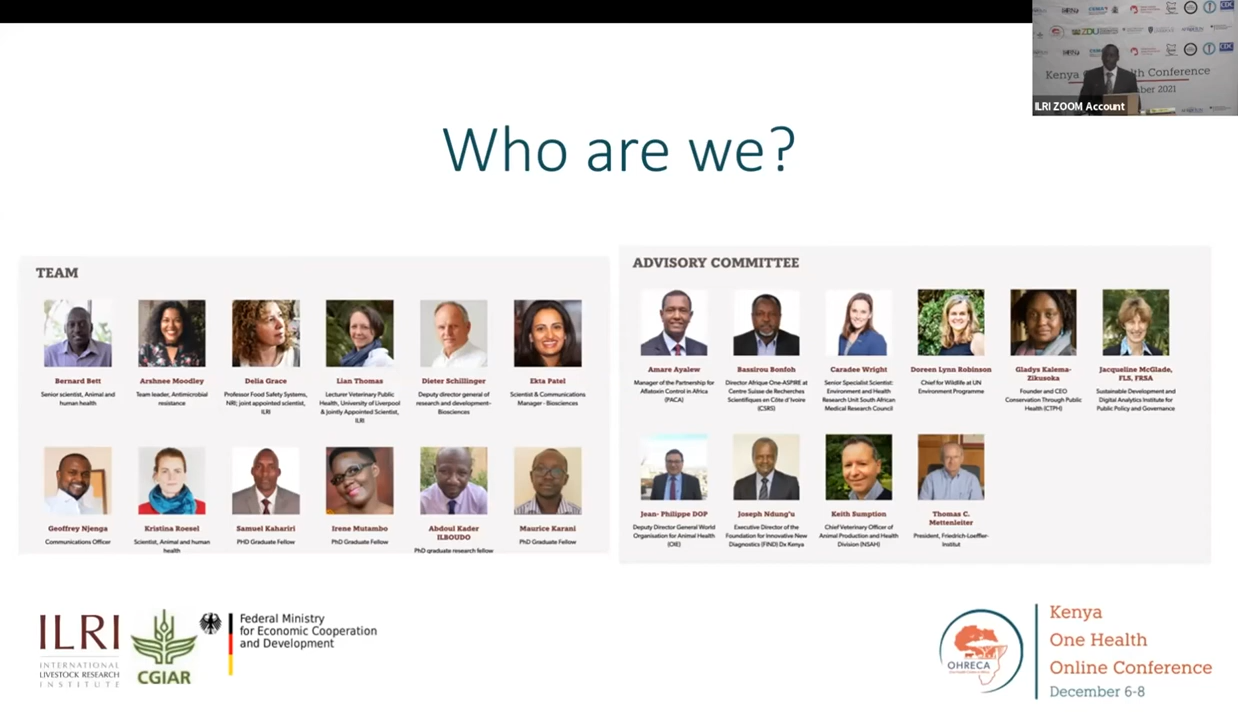 Kenya
Health Conference
ember 2021
ILRI ZOOM Account
Who are we?
TEAM
Bernard Bett
Senior scientist, Animal and
human health
Arshnee Moodley
Team leader, Antimicrobial
resistance
Delia Grace
Professor Food Safety Systems,
NRI; joint appointed scientist,
ILRI
Lian Thomas
Lecturer Veterinary Public
Health, University of Liverpool
& Jointly Appointed Scientist,
ILRI
Dieter Schillinger
Deputy director general of
research and development-
Biosciences
Ekta Patel
Scientist & Communications
Manager - Biosciences
Geoffrey Njenga
Communications Officer
Kristina Roesel
Scientist, Animal and human
health
Samuel Kahariri
PHD Graduate Fellow
Irene Mutambo
PhD Graduate Fellow
Abdoul Kader
ILBOUDO
PhD graduate research fellow
Maurice Karani
PhD Graduate Fellow
ADVISORY COMMITTEE
Amare Ayalew
Manager of the Partnership for
Aflatoxin Control in Africa
(PACA)
Bassirou Bonfoh
Director Afrique One-ASPIRE at
Centre Suisse de Recherches
Scientifiques en Côte d'Ivoire
(CSRS)
Caradee Wright
Senior Specialist Scientist:
Environment and Health
Research Unit South African
Medical Research Council
Doreen Lynn Robinson
Chief for Wildlife at UN
Environment Programme
Gladys Kalema-
Zikusoka
Founder and CEO
Conservation Through Public
Health (CTPH)
Jacqueline McGlade,
FLS, FRSA
Sustainable Development and
Digital Analytics Institute for
Public Policy and Governance
Jean- Philippe DOP
Deputy Director General World
Organisation for Animal Health
(OIE)
Joseph Ndung'u
Executive Director of the
Foundation for Innovative New
Diagnostics (FIND) Dx Kenya
Keith Sumption
Chief Veterinary Officer of
Animal Production and Health
Division (NSAH)
Thomas C.
Mettenleiter
President, Friedrich-Loeffler-
Institut
ILRI
INTERNATIONAL
LIVESTOCK RESEARCH
INSTITUTE
CGIAR
Federal Ministry
for Economic Cooperation
and Development
OHRECA
Kenya
One Health
Online Conference
December 6-8